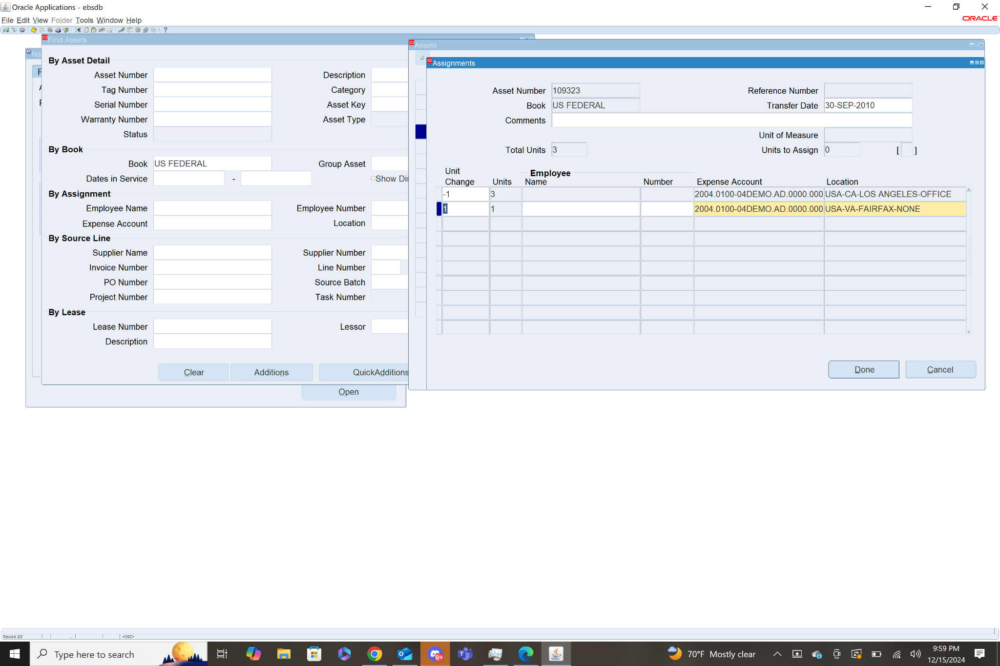 Oracle Applications - ebsdb
File Edit View Folder Tools Window Help
ORACLE
Find Assets
By Asset Detail
Asset Number
Description
Tag Number
Category
Serial Number
Asset Key
Warranty Number
Asset Type
Status
By Book
Book US FEDERAL
Group Asset
Dates in Service -
Show Dis
By Assignment
Employee Name
Employee Number
Expense Account
Location
By Source Line
Supplier Name
Supplier Number
Invoice Number
Line Number
PO Number
Source Batch
Project Number
Task Number
By Lease
Lease Number
Lessor
Description
Clear
Additions
QuickAdditions
Open
Assets
Assignments
Asset Number 109323
Reference Number
Book US FEDERAL
Transfer Date 30-SEP-2010
Comments
Unit of Measure
Total Units 3
Units to Assign 0 [ ]
Unit Change Units Employee Name Number Expense Account Location
-1 3 2004.0100-04DEMO.AD.0000.000 USA-CA-LOS ANGELES-OFFICE
1 1 2004.0100-04DEMO.AD.0000.000 USA-VA-FAIRFAX-NONE
Done
Cancel
Record: 2/2 ... <OSC>
Type here to search
9+
70°F Mostly clear
9:59 PM
12/15/2024